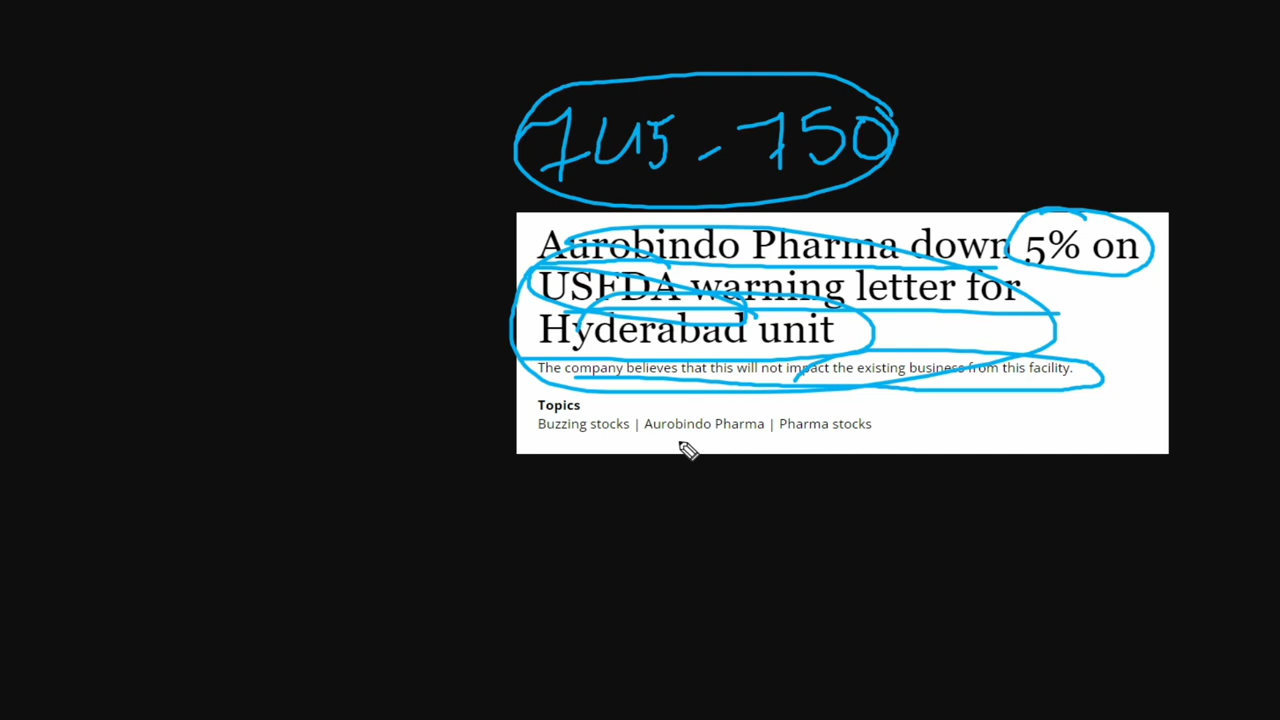 745 - 750
Aurobindo Pharma down 5% on
USFDA warning letter for
Hyderabad unit
The company believes that this will not impact the existing business from this facility.
Topics
Buzzing stocks | Aurobindo Pharma | Pharma stocks